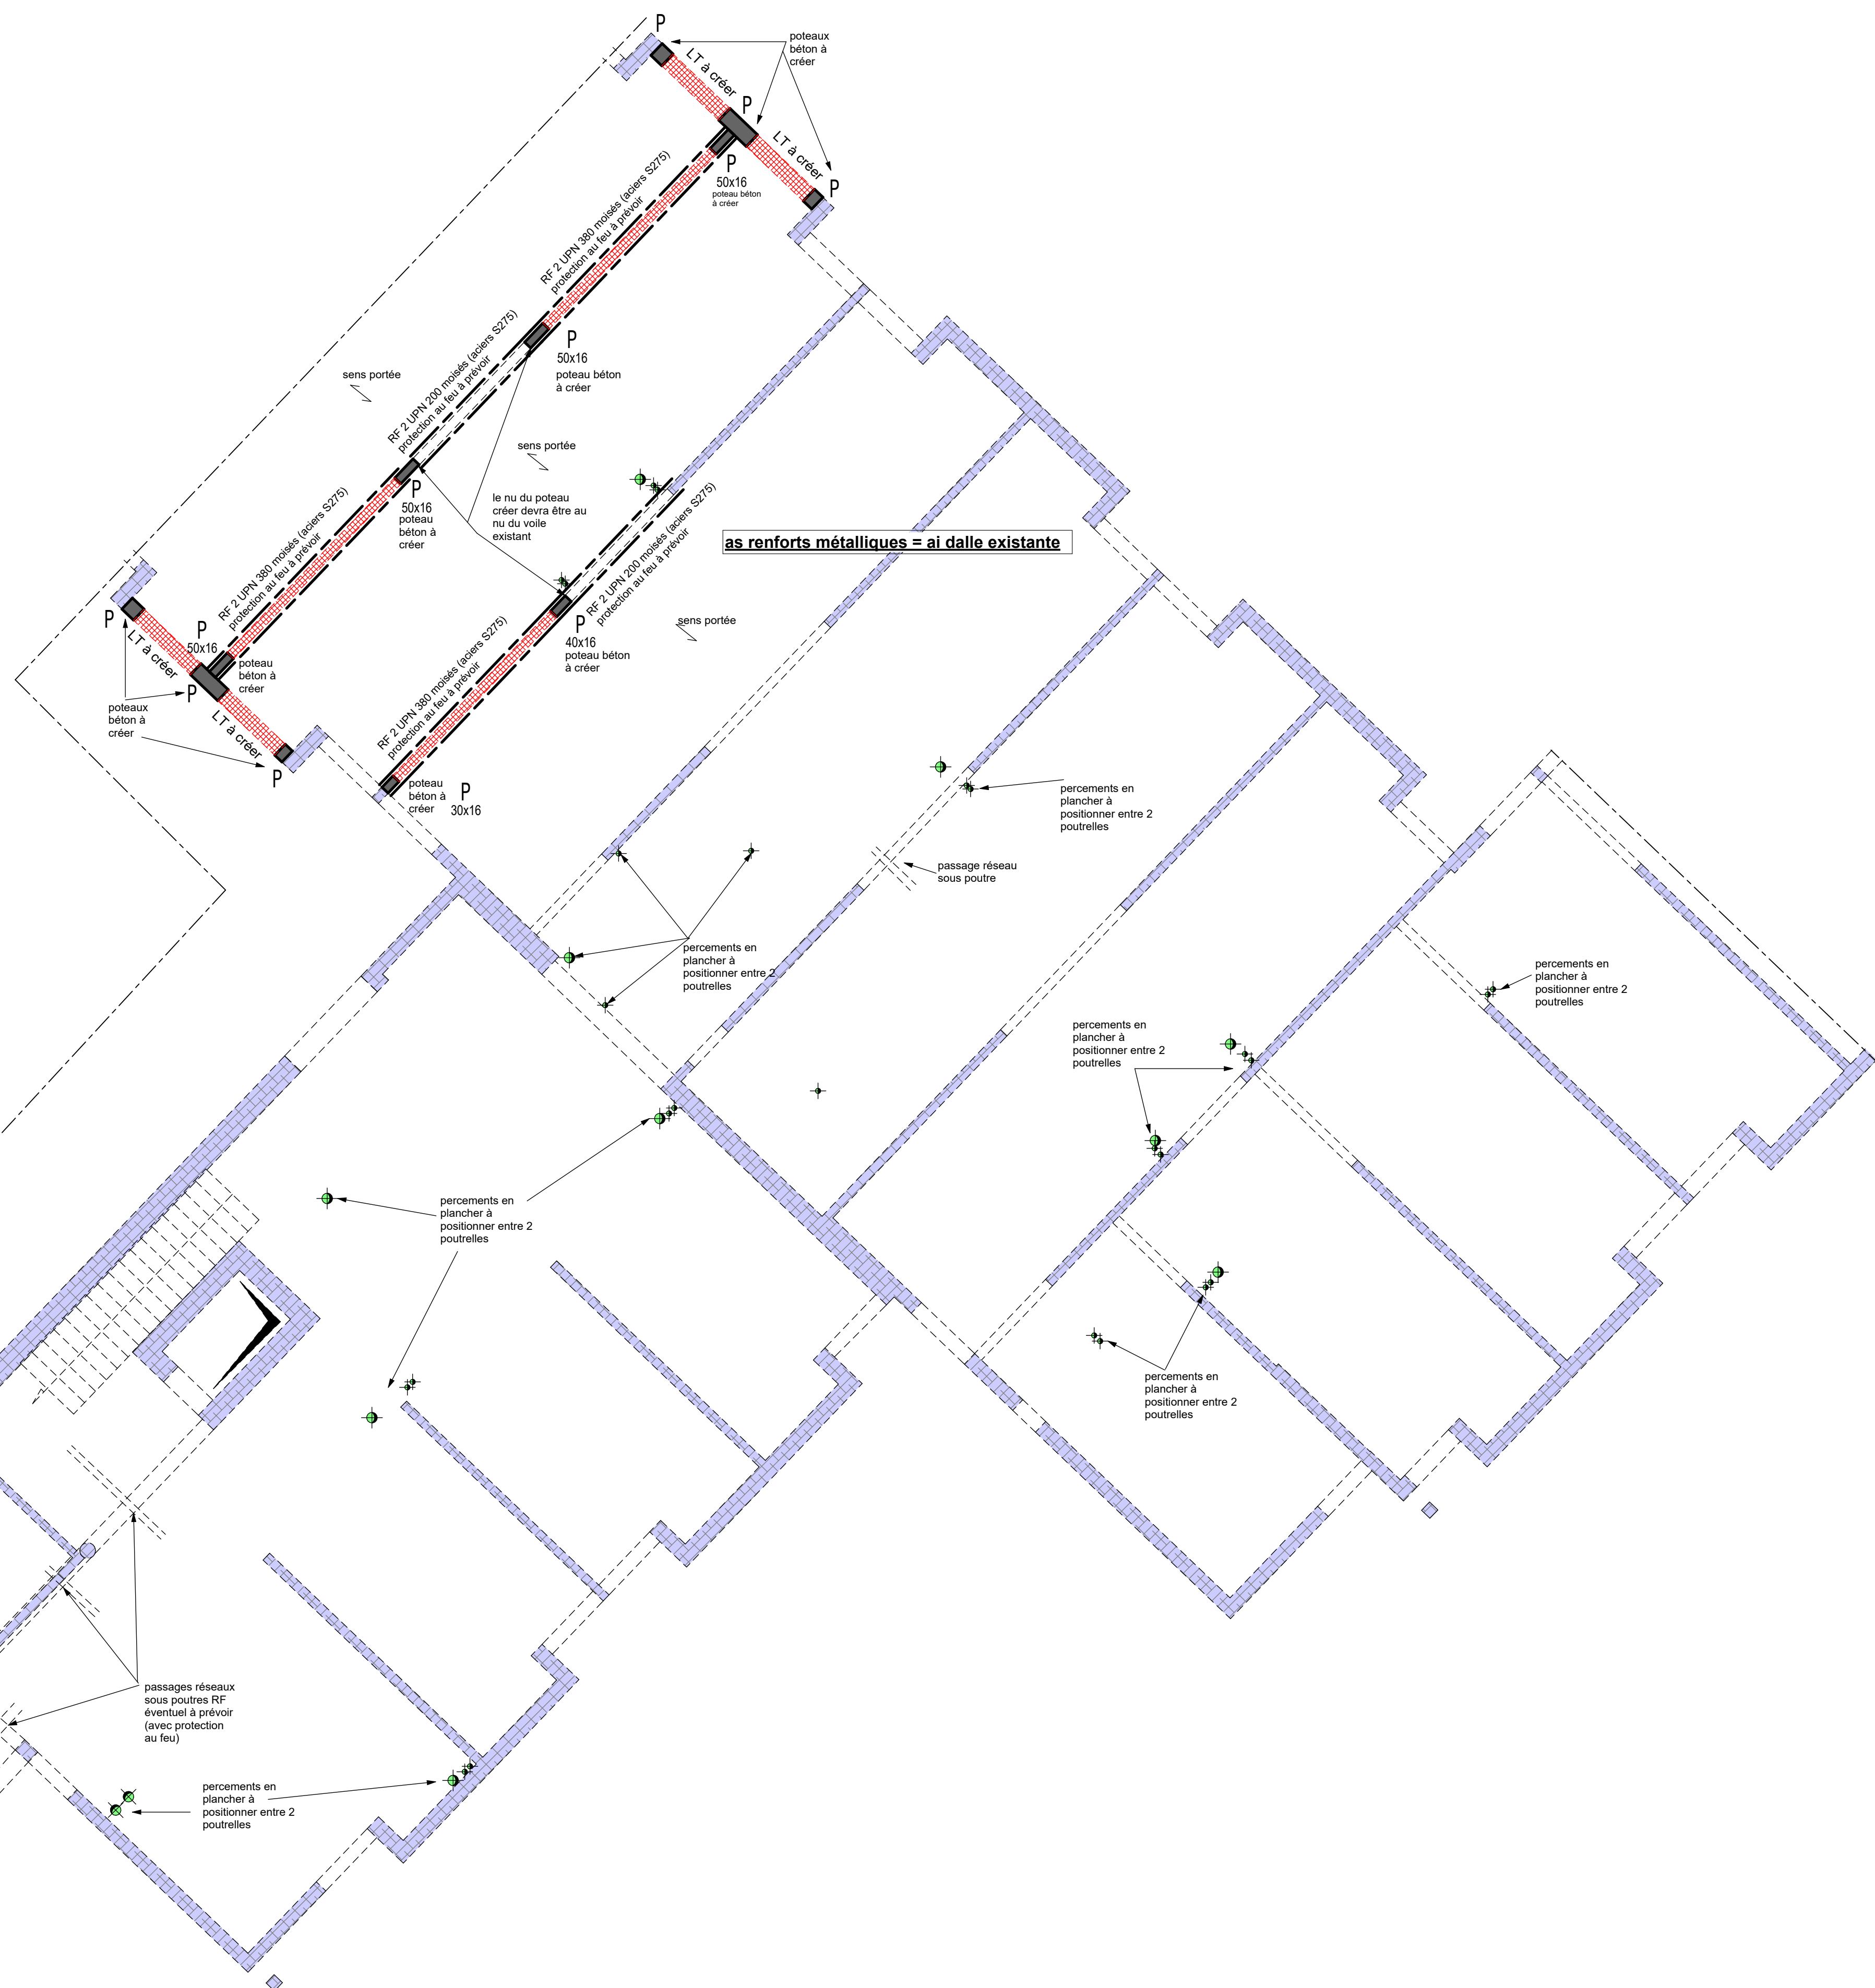 P
poteaux
béton à
créer
LT à créer
P
LT à créer
P
P
50x16
poteau béton
à créer
RF 2 UPN 380 moisés (aciers S275)
protection au feu à prévoir
P
50x16
poteau béton
à créer
sens portée
RF 2 UPN 200 moisés (aciers S275)
protection au feu à prévoir
sens portée
le nu du poteau
créer devra être au
nu du voile
existant
P
50x16
poteau
béton à
créer
as renforts métalliques = ai dalle existante
RF 2 UPN 380 moisés (aciers S275)
protection au feu à prévoir
RF 2 UPN 200 moisés (aciers S275)
protection au feu à prévoir
P
LT à créer
P
50x16
poteau
béton à
créer
P
40x16
poteau béton
à créer
sens portée
P
LT à créer
poteaux
béton à
créer
P
RF 2 UPN 380 moisés (aciers S275)
protection au feu à prévoir
poteau
béton à
créer
P
30x16
percements en
plancher à
positionner entre 2
poutrelles
passage réseau
sous poutre
percements en
plancher à
positionner entre 2
poutrelles
percements en
plancher à
positionner entre 2
poutrelles
percements en
plancher à
positionner entre 2
poutrelles
percements en
plancher à
positionner entre 2
poutrelles
percements en
plancher à
positionner entre 2
poutrelles
passages réseaux
sous poutres RF
éventuel à prévoir
(avec protection
au feu)
percements en
plancher à
positionner entre 2
poutrelles